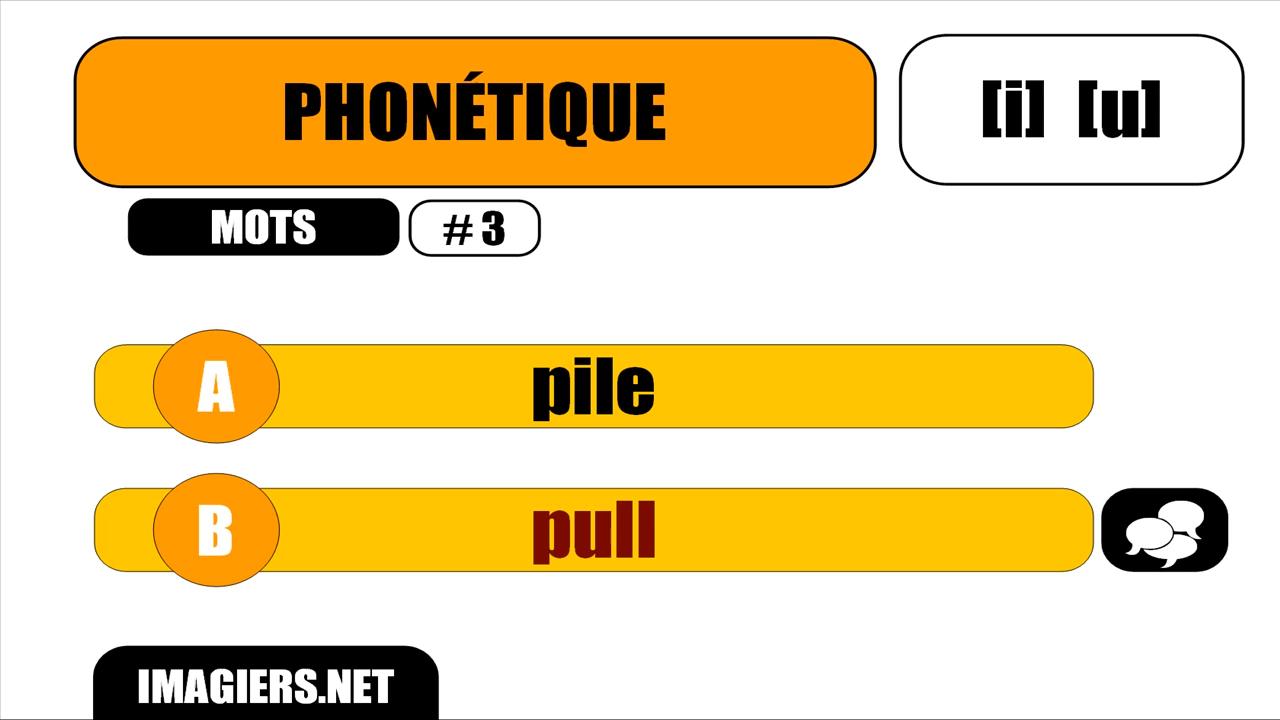 PHONÉTIQUE
[i] [u]
MOTS
# 3
A
pile
B
pull
IMAGIERS.NET